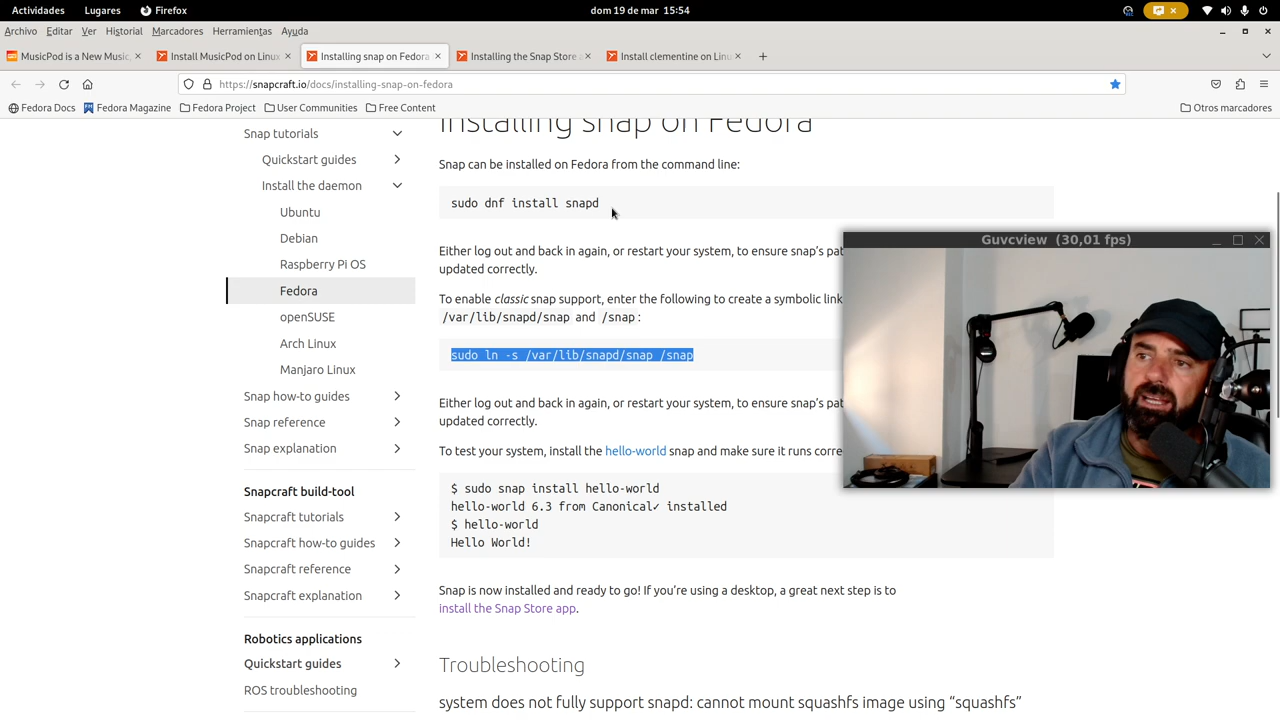 Actividades Lugares Firefox dom 19 de mar 15:54
Archivo Editar Ver Historial Marcadores Herramientas Ayuda
MusicPod is a New Music
Install MusicPod on Linux
Installing snap on Fedora
Installing the Snap Store a
Install clementine on Linu
https://snapcraft.io/docs/installing-snap-on-fedora
Fedora Docs Fedora Magazine Fedora Project User Communities Free Content Otros marcadores
Snap tutorials
Quickstart guides
Install the daemon
Ubuntu
Debian
Raspberry Pi OS
Fedora
openSUSE
Arch Linux
Manjaro Linux
Snap how-to guides
Snap reference
Snap explanation
Snapcraft build-tool
Snapcraft tutorials
Snapcraft how-to guides
Snapcraft reference
Snapcraft explanation
Robotics applications
Quickstart guides
ROS troubleshooting
Installing snap on Fedora
Snap can be installed on Fedora from the command line:
sudo dnf install snapd
Either log out and back in again, or restart your system, to ensure snap's pat
updated correctly.
To enable classic snap support, enter the following to create a symbolic link
/var/lib/snapd/snap and /snap:
sudo ln -s /var/lib/snapd/snap /snap
Either log out and back in again, or restart your system, to ensure snap's pat
updated correctly.
To test your system, install the hello-world snap and make sure it runs corre
$ sudo snap install hello-world
hello-world 6.3 from Canonical✓ installed
$ hello-world
Hello World!
Snap is now installed and ready to go! If you're using a desktop, a great next step is to
install the Snap Store app.
Troubleshooting
system does not fully support snapd: cannot mount squashfs image using “squashfs”
Guvcview (30,01 fps)